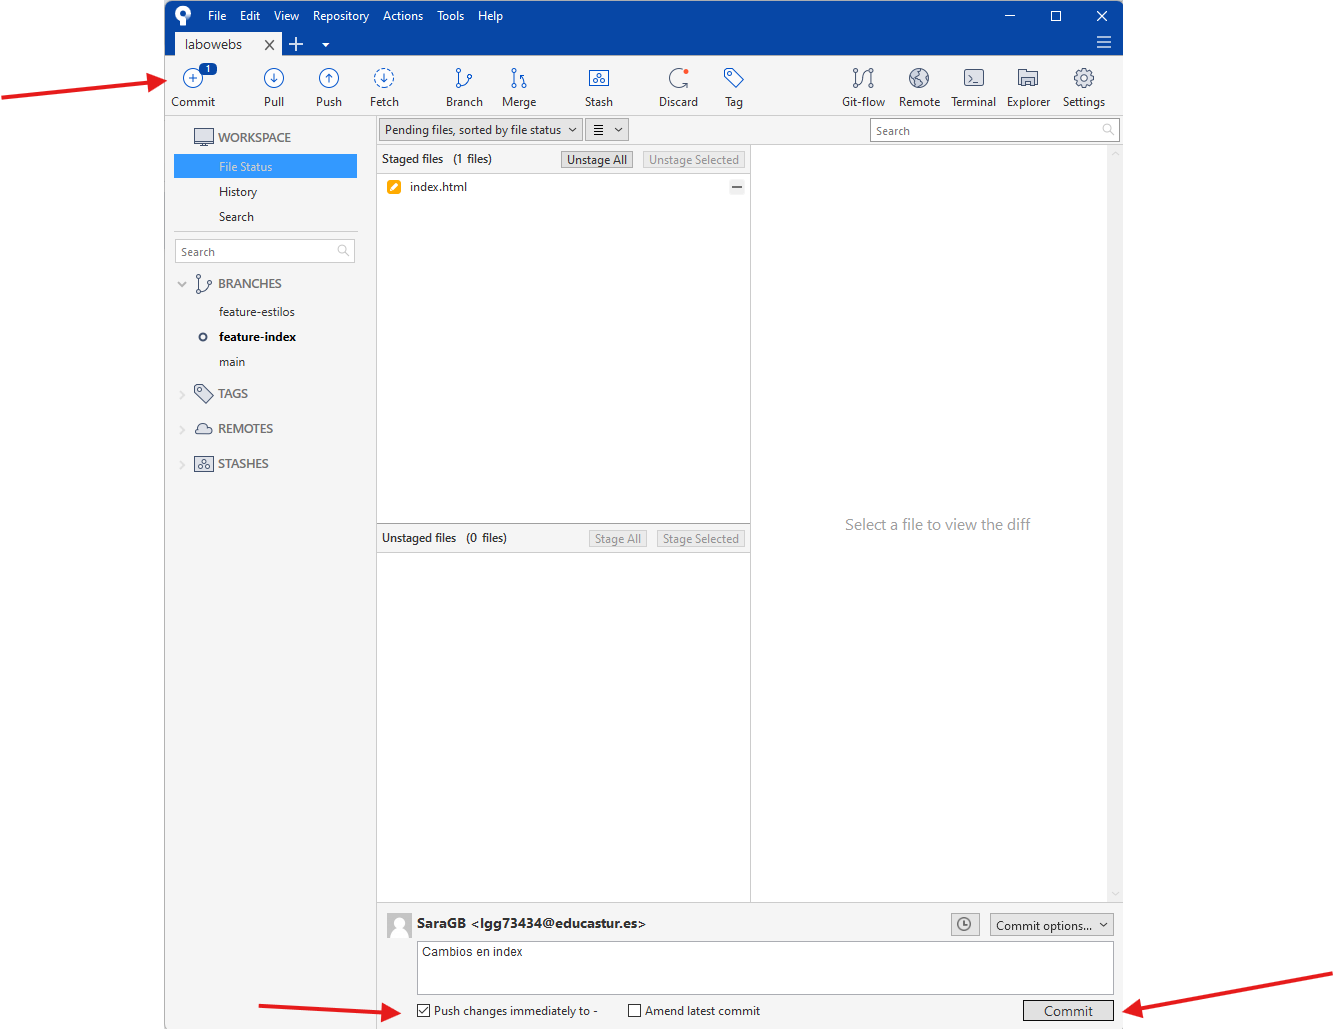 File Edit View Repository Actions Tools Help
labowebs
1
Commit Pull Push Fetch Branch Merge Stash Discard Tag Git-flow Remote Terminal Explorer Settings
WORKSPACE
File Status
History
Search
Search
BRANCHES
feature-estilos
feature-index
main
TAGS
REMOTES
STASHES
Pending files, sorted by file status
Search
Staged files (1 files) Unstage All Unstage Selected
index.html
Unstaged files (0 files) Stage All Stage Selected
Select a file to view the diff
SaraGB <lgg73434@educastur.es>
Commit options...
Cambios en index
Push changes immediately to - Amend latest commit Commit